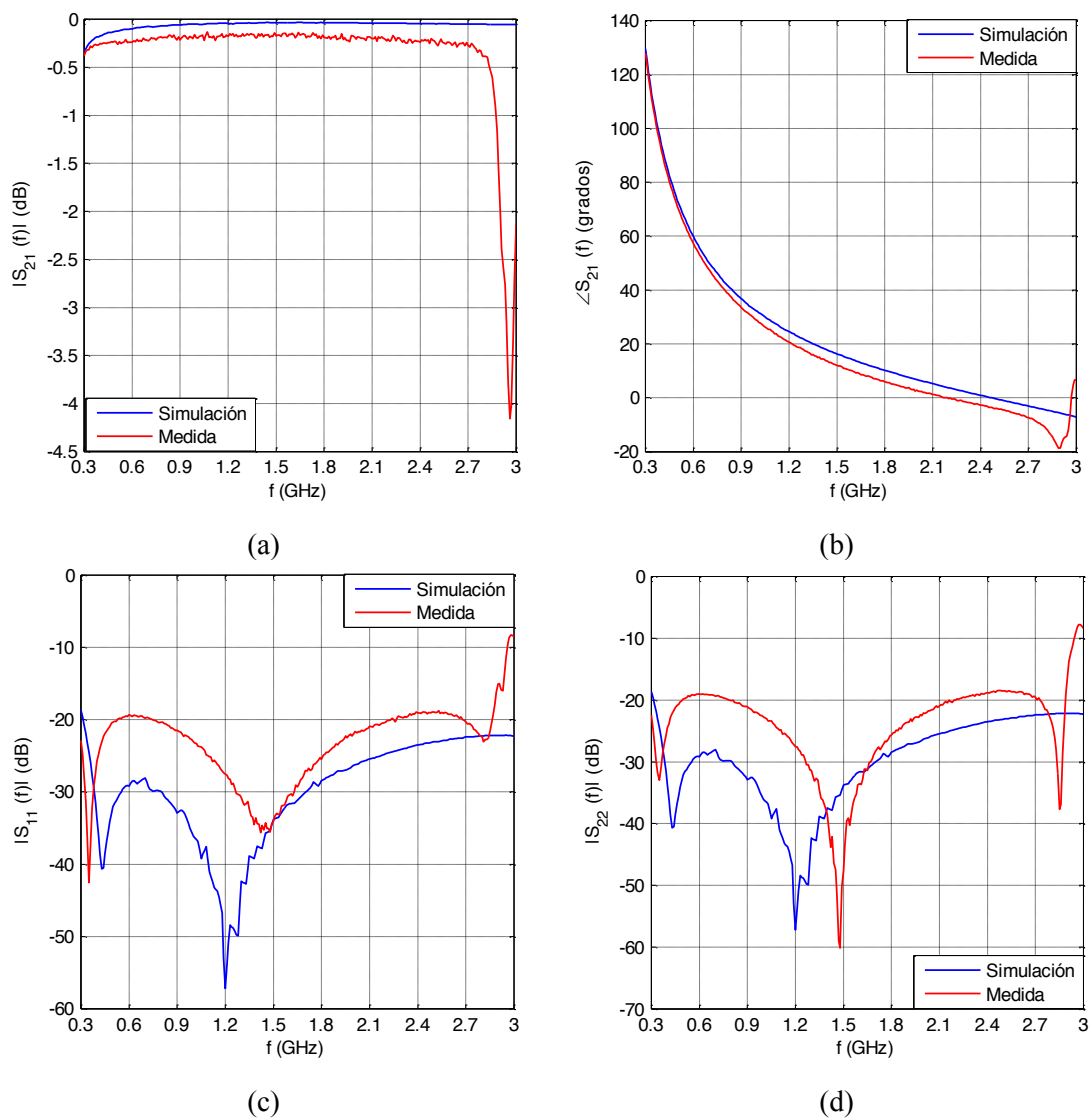 0
-0.5
-1
-1.5
-2
-2.5
-3
-3.5
-4
-4.5
|S21 (f)| (dB)
Simulación
Medida
0.3 0.6 0.9 1.2 1.5 1.8 2.1 2.4 2.7 3
f (GHz)
(a)
140
120
100
80
60
40
20
0
-20
∠S21 (f) (grados)
Simulación
Medida
0.3 0.6 0.9 1.2 1.5 1.8 2.1 2.4 2.7 3
f (GHz)
(b)
0
-10
-20
-30
-40
-50
-60
|S11 (f)| (dB)
Simulación
Medida
0.3 0.6 0.9 1.2 1.5 1.8 2.1 2.4 2.7 3
f (GHz)
(c)
0
-10
-20
-30
-40
-50
-60
-70
|S22 (f)| (dB)
Simulación
Medida
0.3 0.6 0.9 1.2 1.5 1.8 2.1 2.4 2.7 3
f (GHz)
(d)